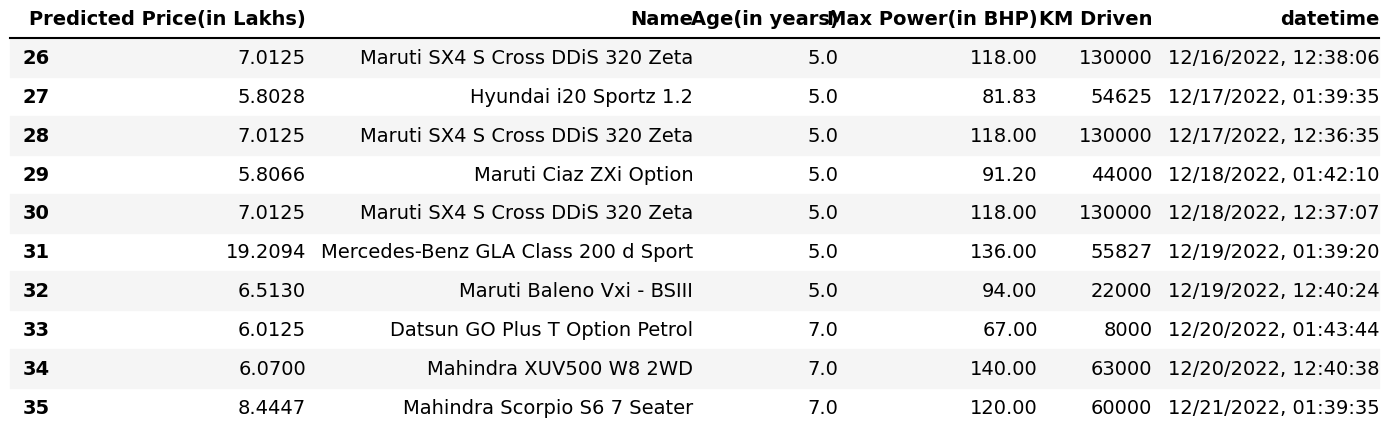 Predicted Price(in Lakhs) Name Age(in years) Max Power(in BHP) KM Driven datetime
26 7.0125 Maruti SX4 S Cross DDiS 320 Zeta 5.0 118.00 130000 12/16/2022, 12:38:06
27 5.8028 Hyundai i20 Sportz 1.2 5.0 81.83 54625 12/17/2022, 01:39:35
28 7.0125 Maruti SX4 S Cross DDiS 320 Zeta 5.0 118.00 130000 12/17/2022, 12:36:35
29 5.8066 Maruti Ciaz ZXi Option 5.0 91.20 44000 12/18/2022, 01:42:10
30 7.0125 Maruti SX4 S Cross DDiS 320 Zeta 5.0 118.00 130000 12/18/2022, 12:37:07
31 19.2094 Mercedes-Benz GLA Class 200 d Sport 5.0 136.00 55827 12/19/2022, 01:39:20
32 6.5130 Maruti Baleno Vxi - BSIII 5.0 94.00 22000 12/19/2022, 12:40:24
33 6.0125 Datsun GO Plus T Option Petrol 7.0 67.00 8000 12/20/2022, 01:43:44
34 6.0700 Mahindra XUV500 W8 2WD 7.0 140.00 63000 12/20/2022, 12:40:38
35 8.4447 Mahindra Scorpio S6 7 Seater 7.0 120.00 60000 12/21/2022, 01:39:35